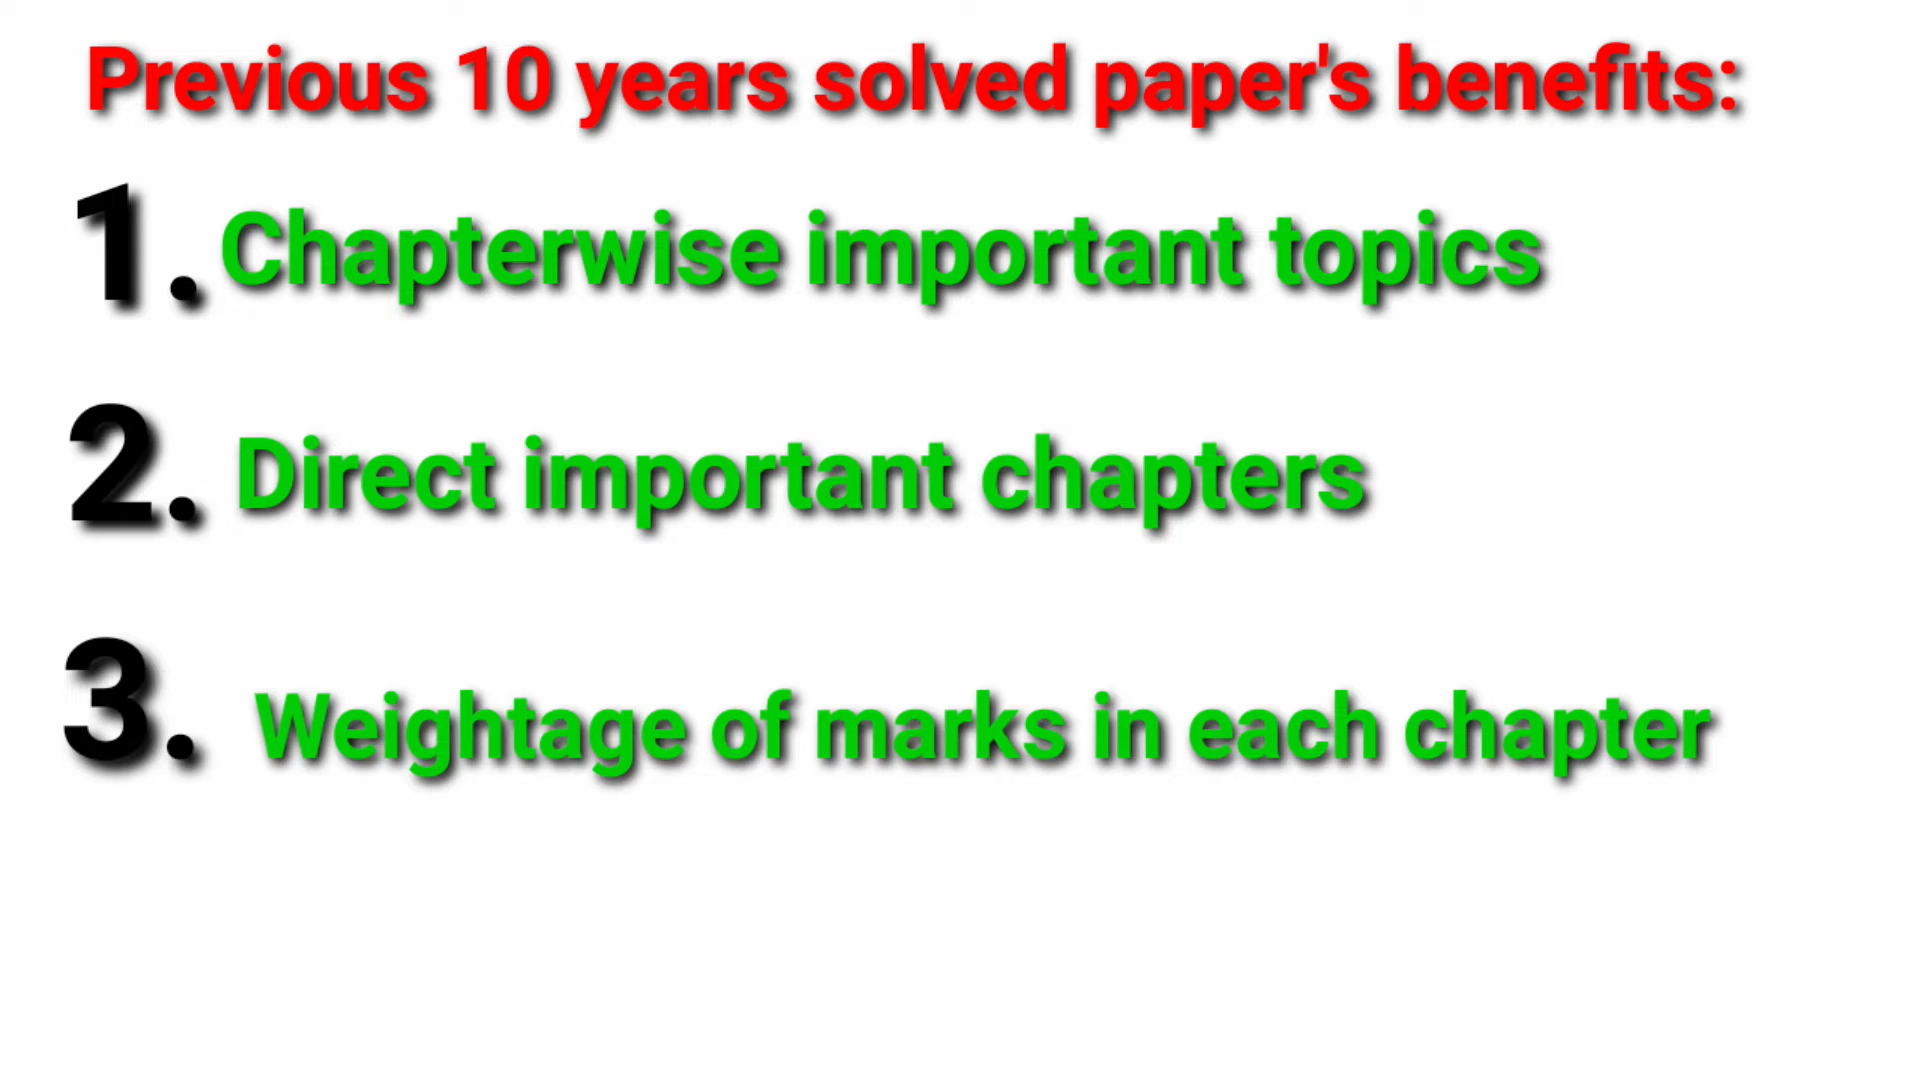 Previous 10 years solved paper's benefits:
1. Chapterwise important topics
2. Direct important chapters
3. Weightage of marks in each chapter